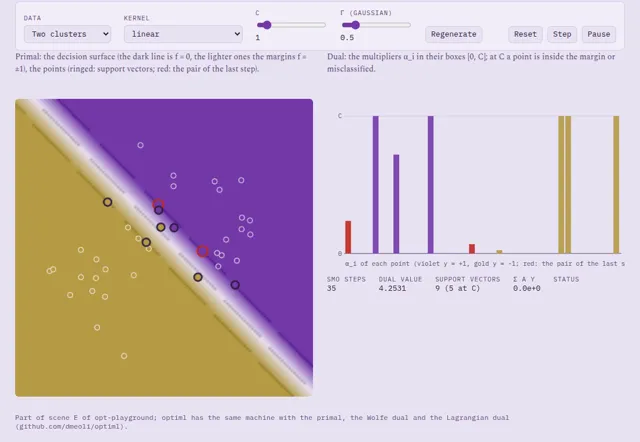 DATA
KERNEL
C
Γ (GAUSSIAN)
Two clusters
linear
1
0.5
Regenerate
Reset
Step
Pause
Primal: the decision surface (the dark line is f = 0, the lighter ones the margins f =
±1), the points (ringed: support vectors; red: the pair of the last step).
Dual: the multipliers α_i in their boxes [0, C]; at C a point is inside the margin or
misclassified.
C
0
α_i of each point (violet y = +1, gold y = -1; red: the pair of the last s
SMO STEPS
35
DUAL VALUE
4.2531
SUPPORT VECTORS
9 (5 at C)
Σ Α Y
0.0e+0
STATUS
Part of scene E of opt-playground; optiml has the same machine with the primal, the Wolfe dual and the Lagrangian dual
(github.com/dmeoli/optiml).